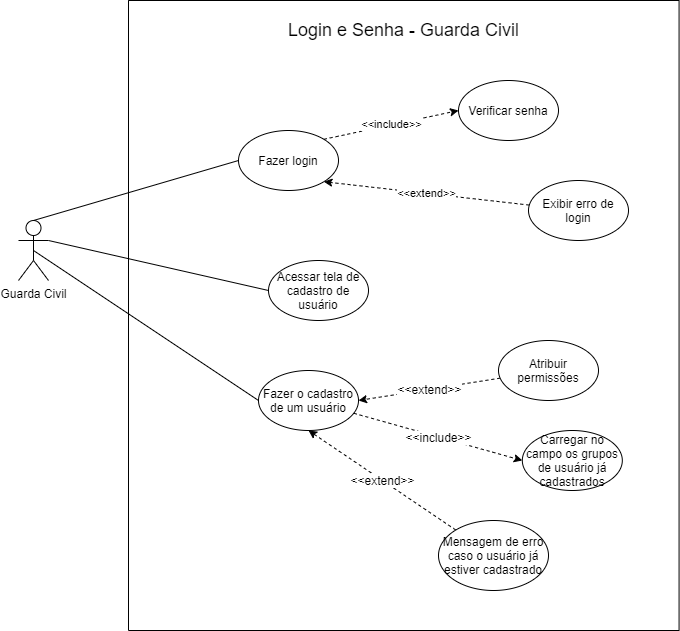 Login e Senha - Guarda Civil
Verificar senha
<<include>>
Fazer login
<<extend>>
Exibir erro de
login
Guarda Civil
Acessar tela de
cadastro de
usuário
Atribuir
permissões
<<extend>>
Fazer o cadastro
de um usuário
<<include>>
Carregar no
campo os grupos
de usuário já
cadastrados
<<extend>>
Mensagem de erro
caso o usuário já
estiver cadastrado